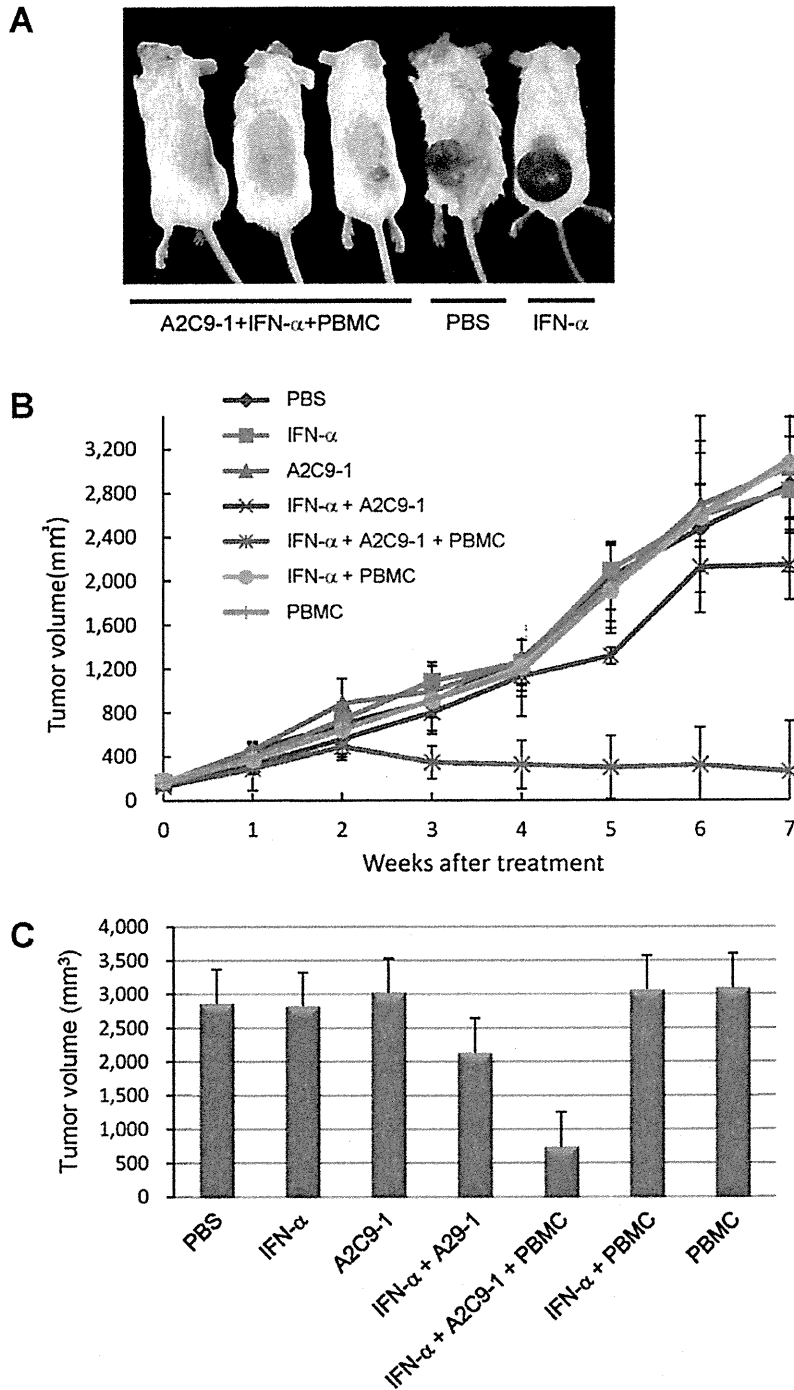 A
A2C9-1+IFN-α+PBMC PBS IFN-α
B
PBS
IFN-α
A2C9-1
IFN-α + A2C9-1
IFN-α + A2C9-1 + PBMC
IFN-α + PBMC
PBMC
Tumor volume(mm³)
3,200
2,800
2,400
2,000
1,600
1,200
800
400
0
0 1 2 3 4 5 6 7
Weeks after treatment
C
Tumor volume (mm³)
4,000
3,500
3,000
2,500
2,000
1,500
1,000
500
0
PBS
IFN-α
A2C9-1
IFN-α + A29-1
IFN-α + A2C9-1 + PBMC
IFN-α + PBMC
PBMC